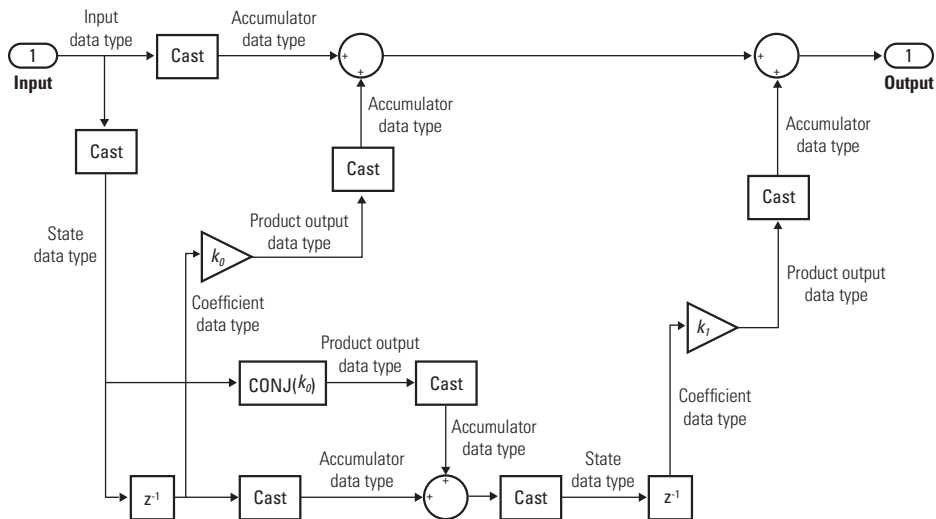 Input
data type
Accumulator
data type
1
Input
Cast
+
+
+
+
1
Output
Cast
Accumulator
data type
Accumulator
data type
Cast
Cast
State
data type
Product output
data type
k0
Product output
data type
Coefficient
data type
k1
Product output
data type
CONJ(k0)
Cast
Coefficient
data type
Accumulator
data type
Accumulator
data type
State
data type
+
z-1
Cast
+
Cast
z-1